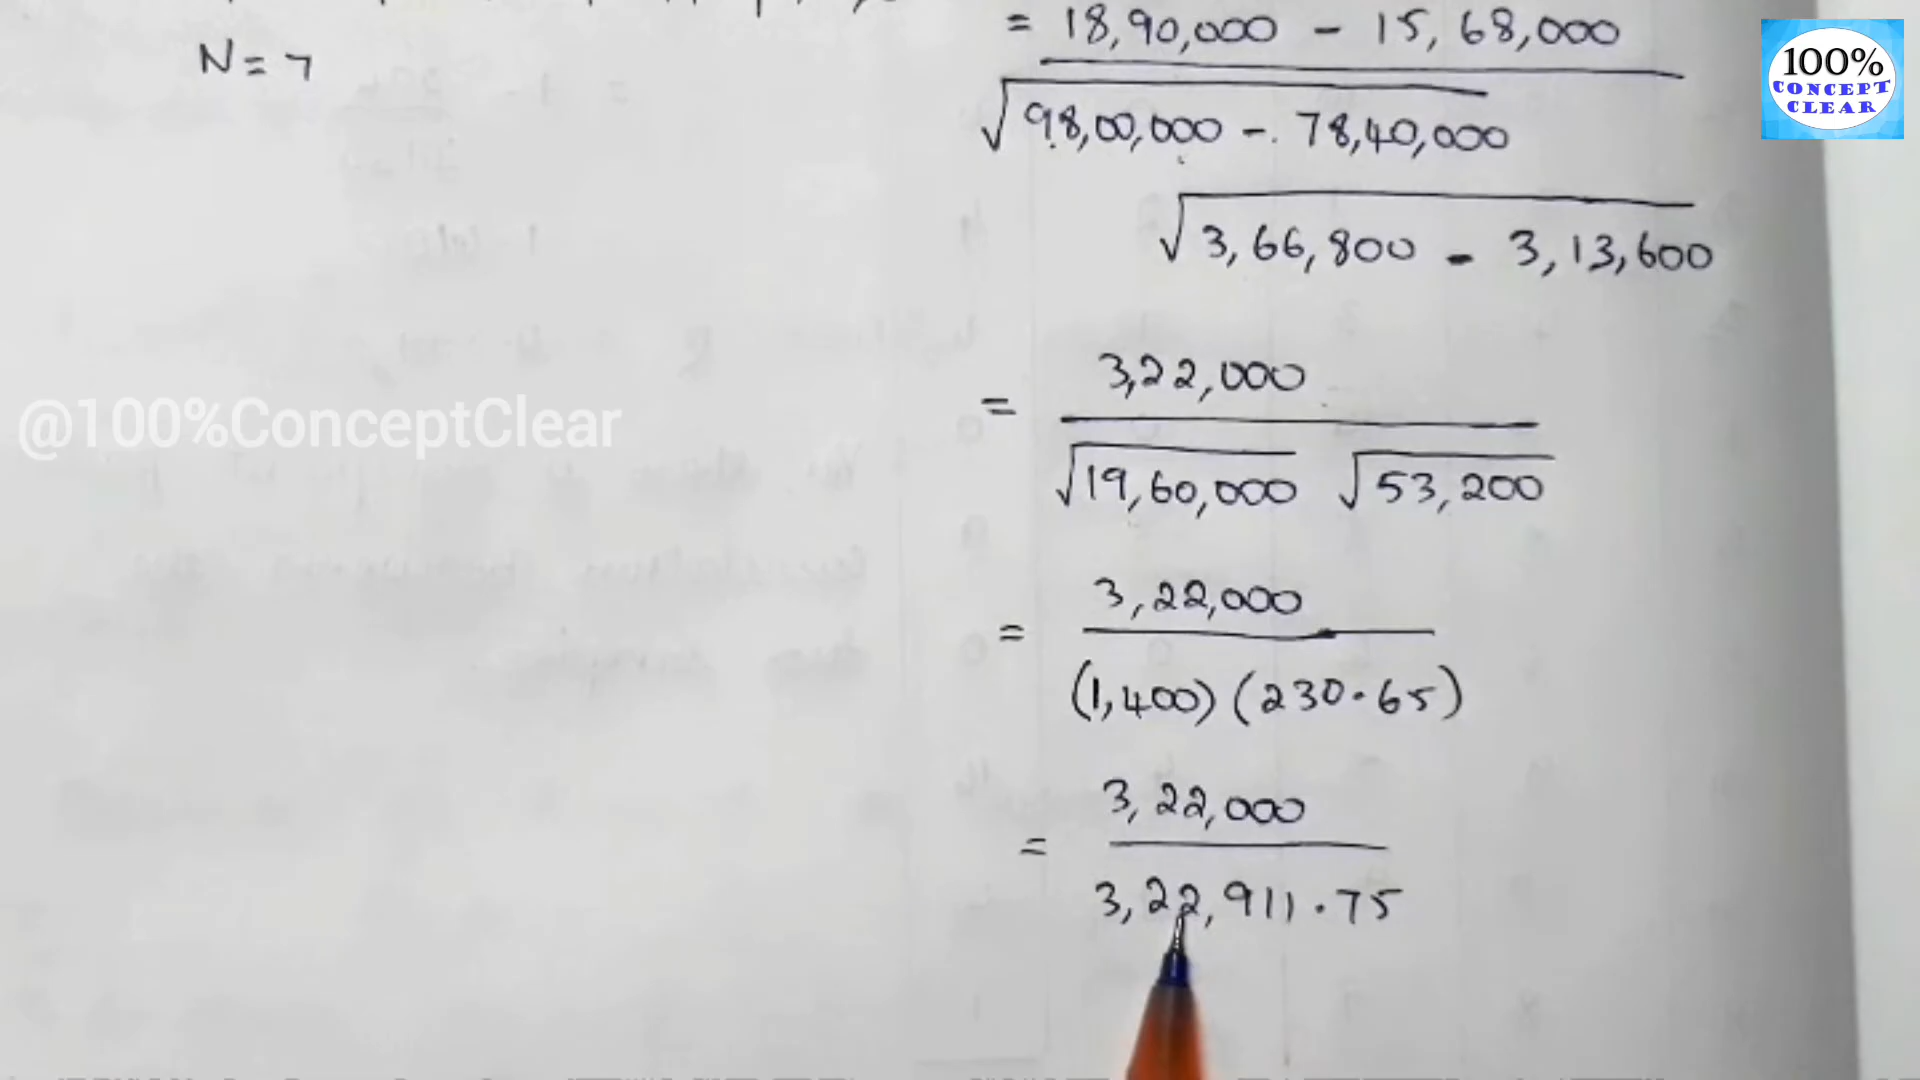 N = 7
= 18,90,000 - 15,68,000
√98,00,000 - 78,40,000
√3,66,800 - 3,13,600
= 3,22,000
√19,60,000 √53,200
= 3,22,000
(1,400) (230.65)
= 3,22,000
3,22,911.75
100%
CONCEPT
CLEAR
@100%ConceptClear